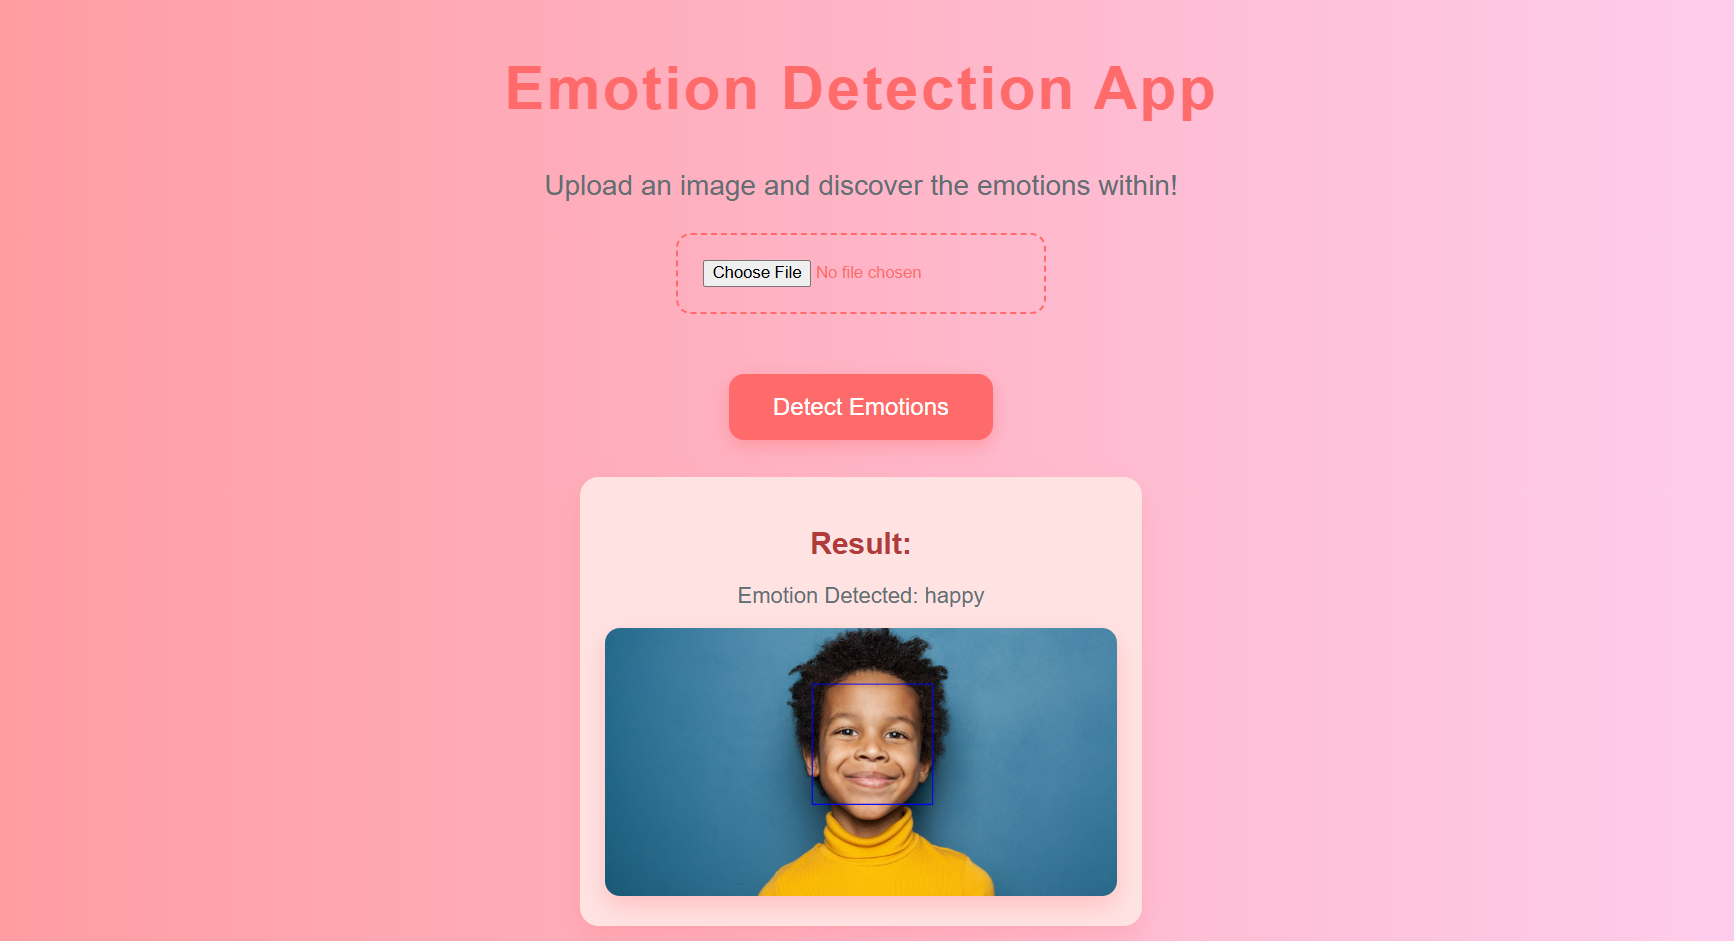 Emotion Detection App
Upload an image and discover the emotions within!
Choose File No file chosen
Detect Emotions
Result:
Emotion Detected: happy